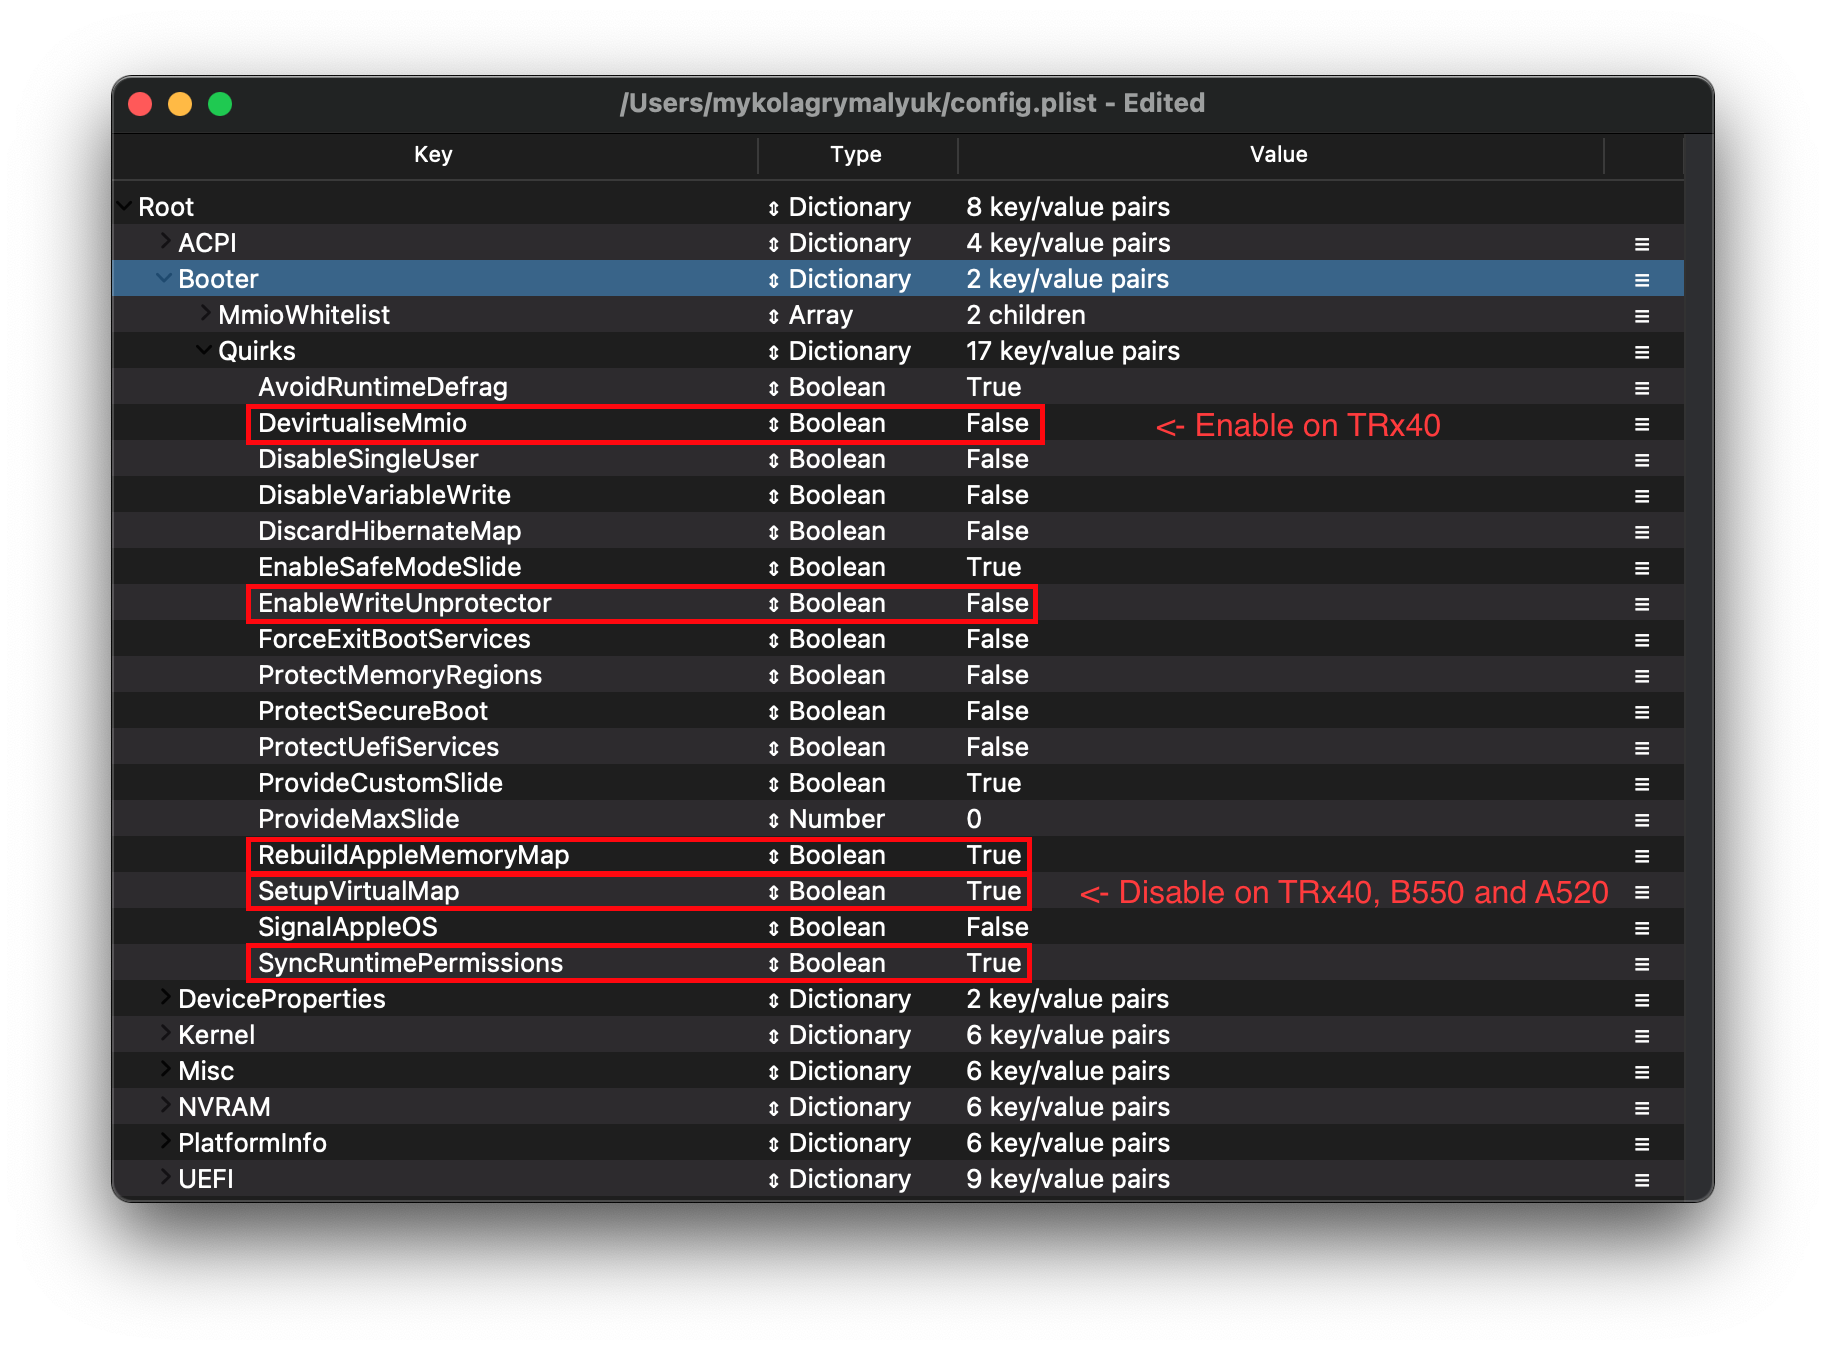 /Users/mykolagrymalyuk/config.plist - Edited
Key Type Value
Root Dictionary 8 key/value pairs
ACPI Dictionary 4 key/value pairs
Booter Dictionary 2 key/value pairs
MmioWhitelist Array 2 children
Quirks Dictionary 17 key/value pairs
AvoidRuntimeDefrag Boolean True
DevirtualiseMmio Boolean False <- Enable on TRx40
DisableSingleUser Boolean False
DisableVariableWrite Boolean False
DiscardHibernateMap Boolean False
EnableSafeModeSlide Boolean True
EnableWriteUnprotector Boolean False
ForceExitBootServices Boolean False
ProtectMemoryRegions Boolean False
ProtectSecureBoot Boolean False
ProtectUefiServices Boolean False
ProvideCustomSlide Boolean True
ProvideMaxSlide Number 0
RebuildAppleMemoryMap Boolean True
SetupVirtualMap Boolean True <- Disable on TRx40, B550 and A520
SignalAppleOS Boolean False
SyncRuntimePermissions Boolean True
DeviceProperties Dictionary 2 key/value pairs
Kernel Dictionary 6 key/value pairs
Misc Dictionary 6 key/value pairs
NVRAM Dictionary 6 key/value pairs
PlatformInfo Dictionary 6 key/value pairs
UEFI Dictionary 9 key/value pairs